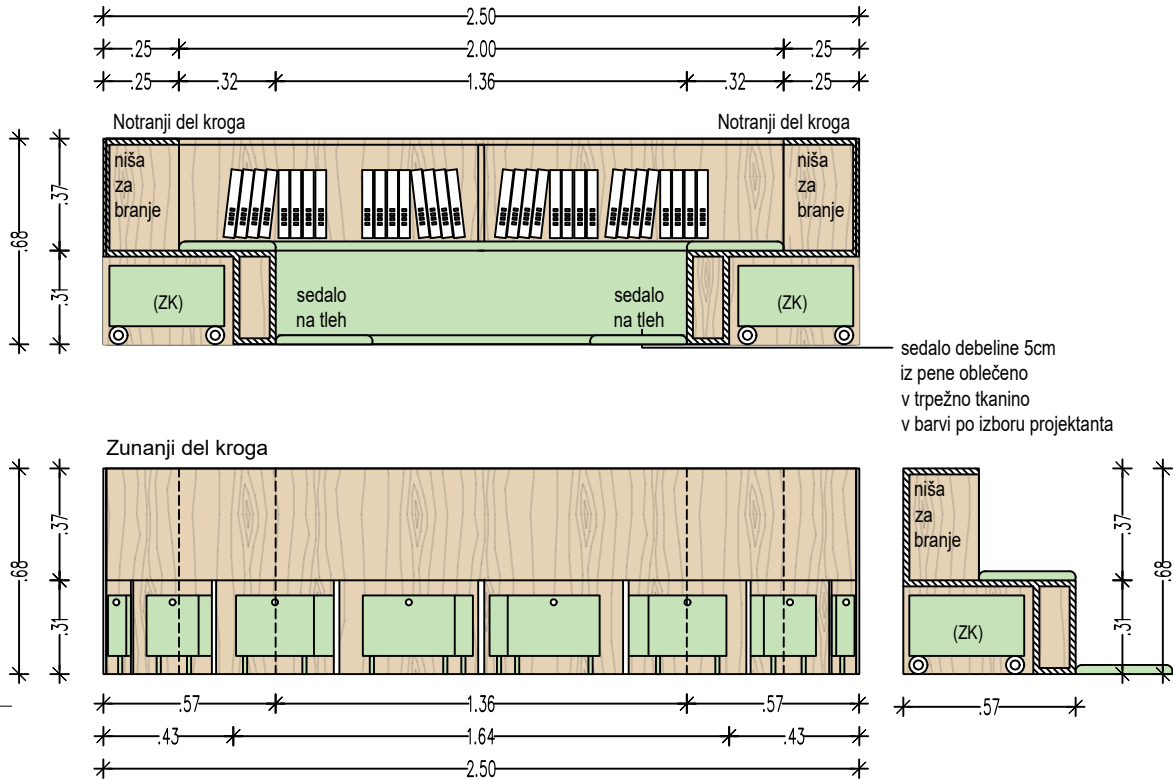 2.50
.25 2.00 .25
.25 .32 1.36 .32 .25
Notranji del kroga Notranji del kroga
niša
za
branje
niša
za
branje
.37
.68
.31
(ZK)
sedalo
na tleh
sedalo
na tleh
(ZK)
sedalo debeline 5cm
iz pene oblečeno
v trpežno tkanino
v barvi po izboru projektanta
Zunanji del kroga
.37
.68
.31
niša
za
branje
(ZK)
.37
.68
.31
.57 1.36 .57
.57
.43 1.64 .43
2.50